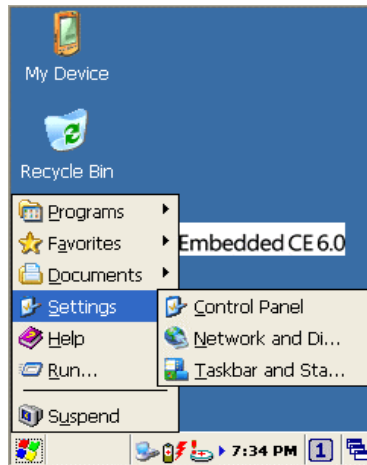 My Device
Recycle Bin
Programs
Favorites
Embedded CE 6.0
Documents
Settings
Control Panel
Help
Network and Di...
Run...
Taskbar and Sta...
Suspend
7:34 PM
1